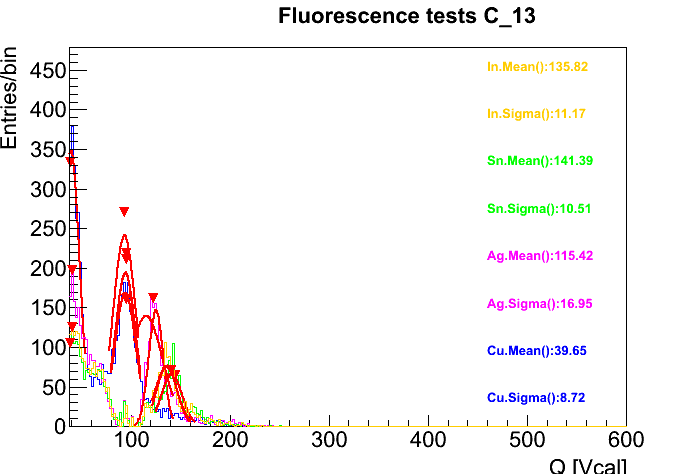 Fluorescence tests C_13
Entries/bin
450
400
350
300
250
200
150
100
50
0
100
200
300
400
500
600
Q [Vcal]
In.Mean():135.82
In.Sigma():11.17
Sn.Mean():141.39
Sn.Sigma():10.51
Ag.Mean():115.42
Ag.Sigma():16.95
Cu.Mean():39.65
Cu.Sigma():8.72